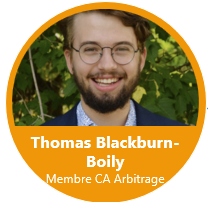 Thomas Blackburn-
Boily
Membre CA Arbitrage